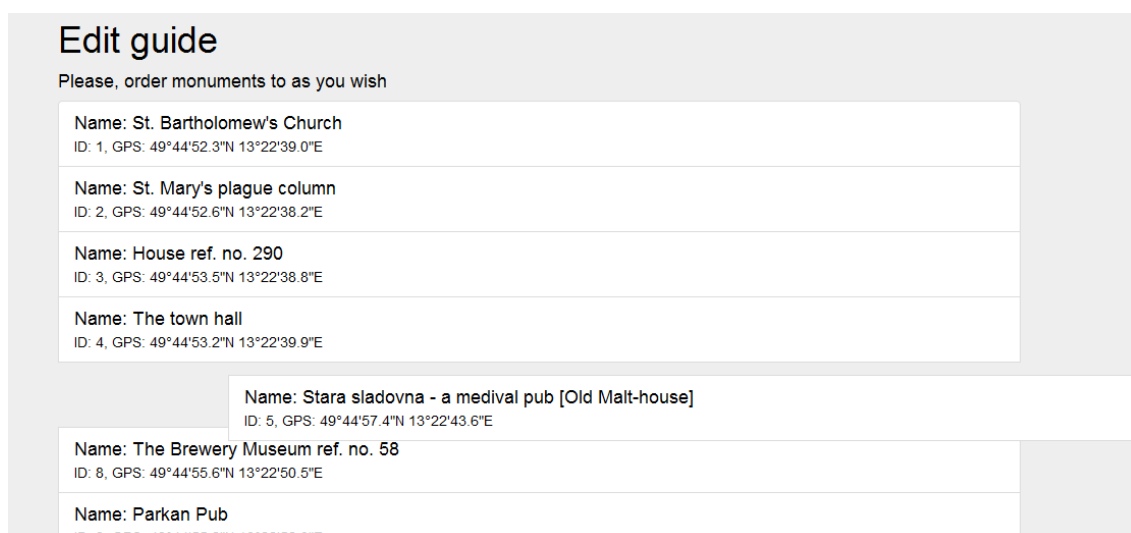 Edit guide
Please, order monuments to as you wish
Name: St. Bartholomew's Church
ID: 1, GPS: 49°44'52.3"N 13°22'39.0"E
Name: St. Mary's plague column
ID: 2, GPS: 49°44'52.6"N 13°22'38.2"E
Name: House ref. no. 290
ID: 3, GPS: 49°44'53.5"N 13°22'38.8"E
Name: The town hall
ID: 4, GPS: 49°44'53.2"N 13°22'39.9"E
Name: Stara sladovna - a medival pub [Old Malt-house]
ID: 5, GPS: 49°44'57.4"N 13°22'43.6"E
Name: The Brewery Museum ref. no. 58
ID: 8, GPS: 49°44'55.6"N 13°22'50.5"E
Name: Parkan Pub